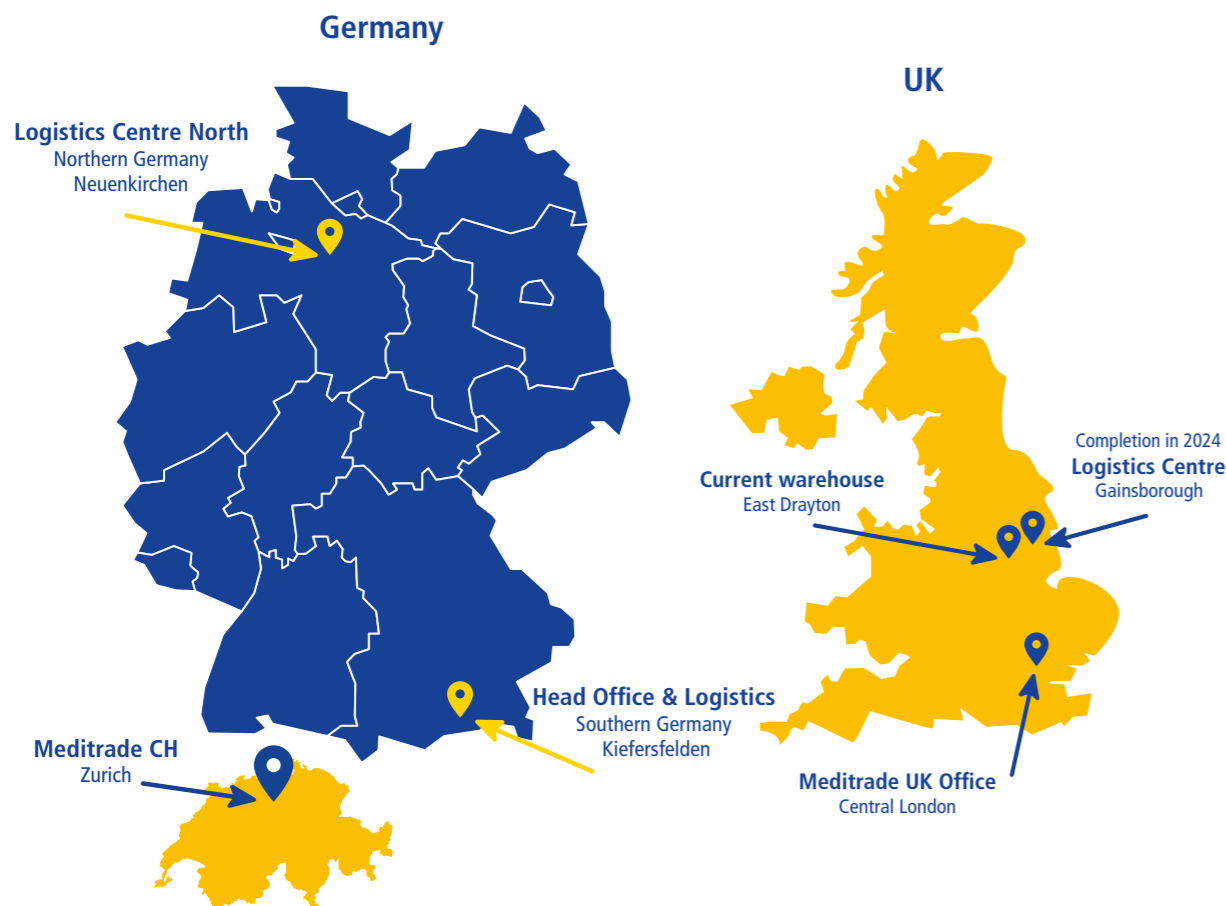 Germany
UK
Logistics Centre North
Northern Germany
Neuenkirchen
Completion in 2024
Logistics Centre
Gainsborough
Current warehouse
East Drayton
Head Office & Logistics
Southern Germany
Kiefersfelden
Meditrade CH
Zurich
Meditrade UK Office
Central London